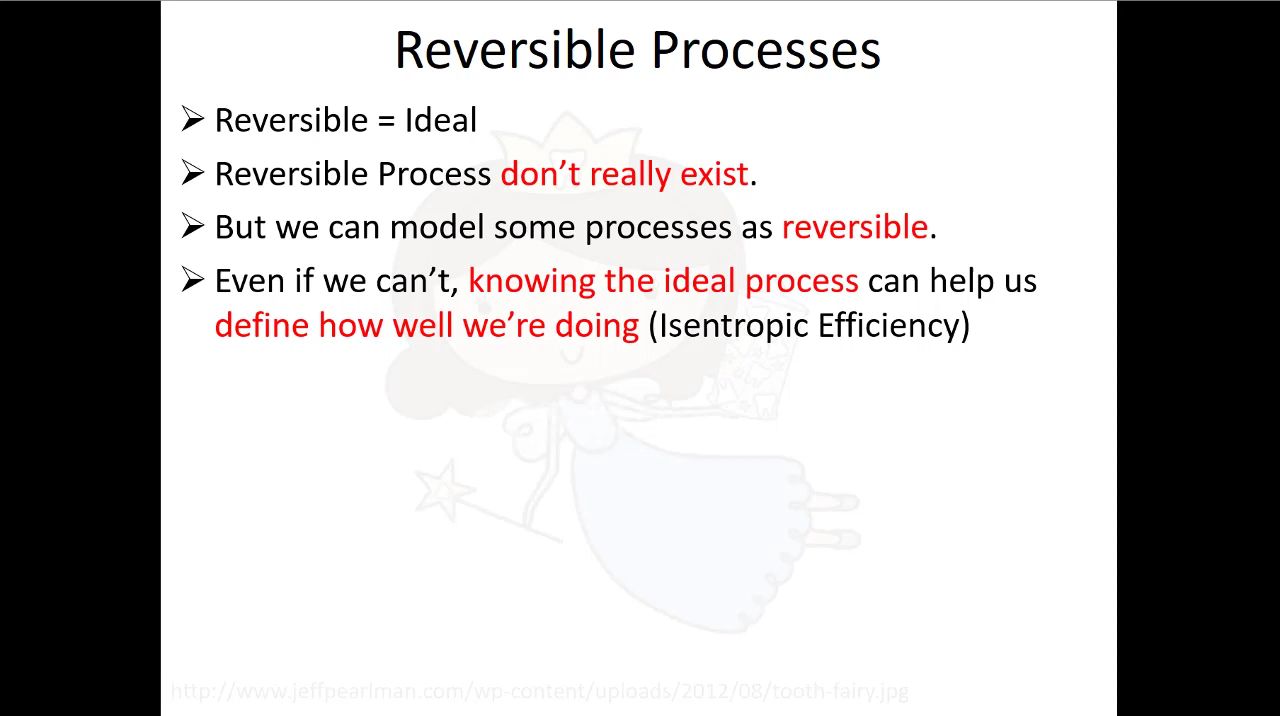 Reversible Processes
➢ Reversible = Ideal
➢ Reversible Process don't really exist.
➢ But we can model some processes as reversible.
➢ Even if we can't, knowing the ideal process can help us
define how well we're doing (Isentropic Efficiency)
http://www.jeffpearlman.com/wp-content/uploads/2012/08/tooth-fairy.jpg